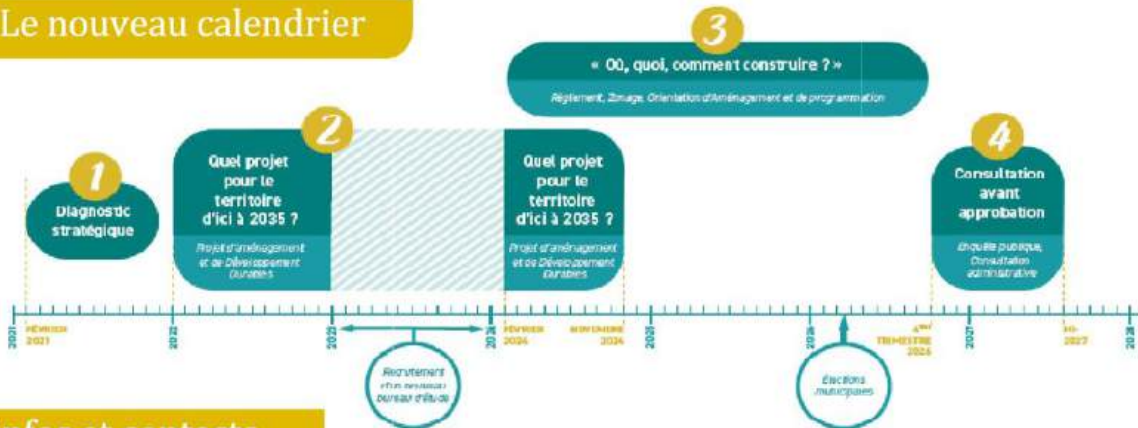 Le nouveau calendrier
3
« Où, quoi, comment construire ? »
Règlement, Zonage, Orientation d'Aménagement et de programmation
1
Diagnostic
stratégique
2
Quel projet
pour le
territoire
d'ici à 2035 ?
Projet d'aménagement
et de Développement
Durables
Quel projet
pour le
territoire
d'ici à 2035 ?
Projet d'aménagement
et de Développement
Durables
4
Consultation
avant
approbation
Enquête publique,
Consultation
administrative
2021
FÉVRIER
2021
2022
2023
2024
FÉVRIER
2024
NOVEMBRE
2024
2025
2026
4ème
TRIMESTRE
2026
2027
MI-
2027
2028
Recrutement
d'un nouveau
bureau d'étude
Élections
municipales